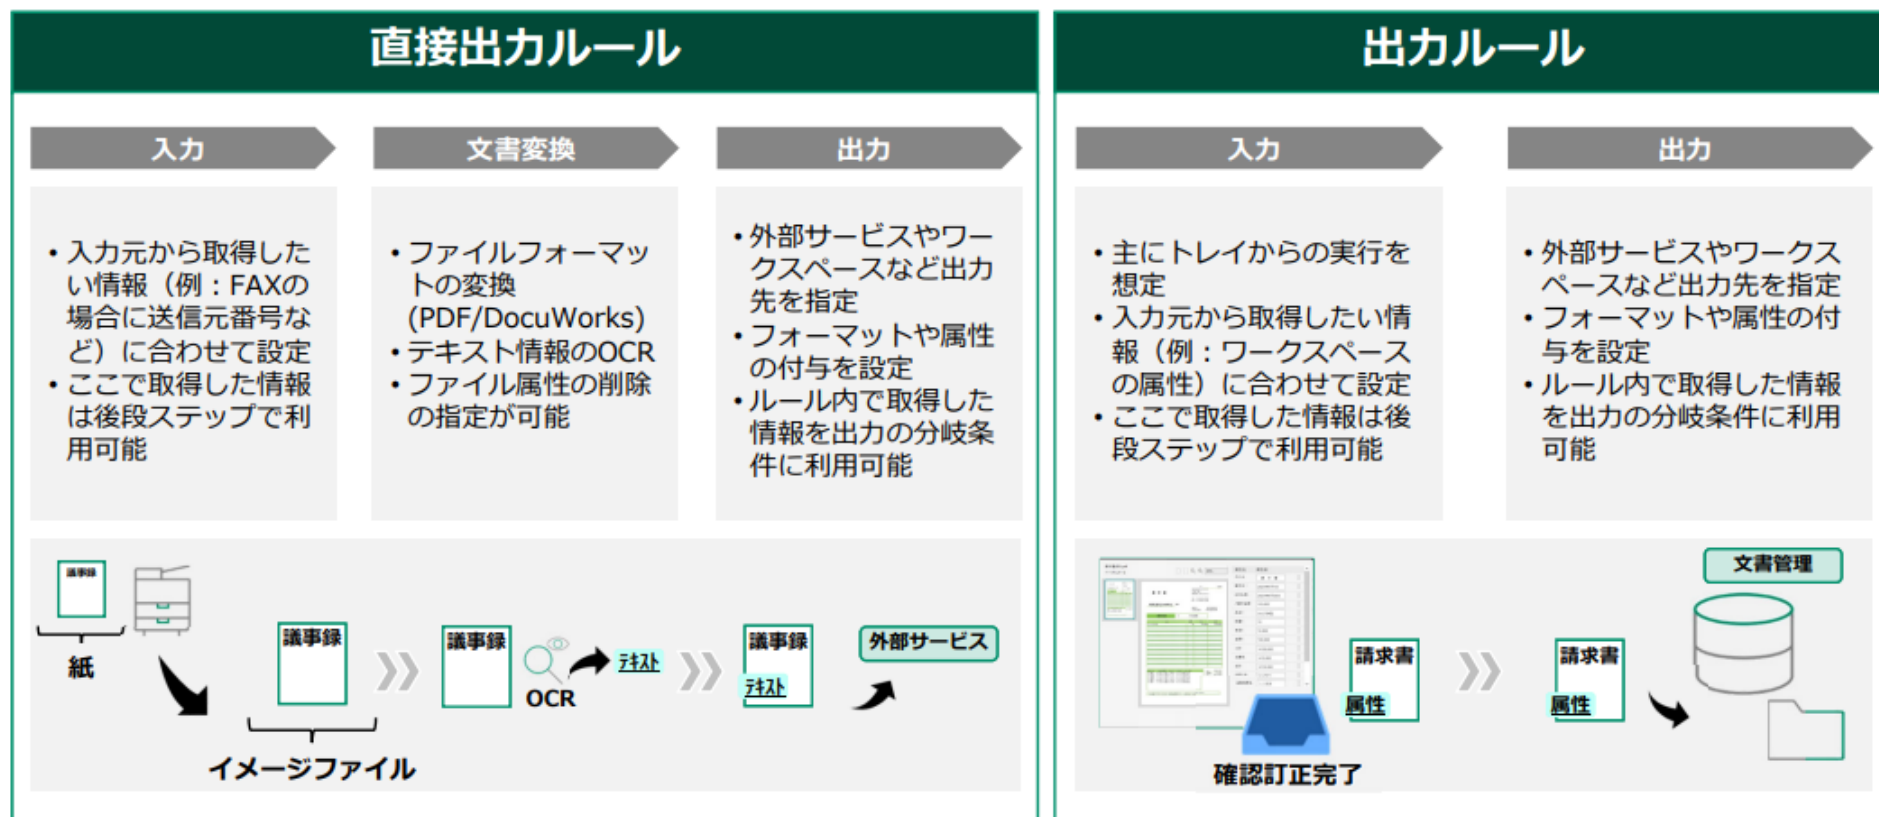 直接出力ルール
入力
文書変換
出力
• 入力元から取得した
い情報（例：FAXの
場合に送信元番号な
ど）に合わせて設定
• ここで取得した情報
は後段ステップで利
用可能
• ファイルフォーマッ
トの変換
(PDF/DocuWorks)
• テキスト情報のOCR
• ファイル属性の削除
の指定が可能
• 外部サービスやワー
クスペースなど出力
先を指定
• フォーマットや属性
の付与を設定
• ルール内で取得した
情報を出力の分岐条
件に利用可能
議事録
紙
議事録
イメージファイル
議事録
OCR
テキスト
議事録
テキスト
外部サービス
出力ルール
入力
出力
• 主にトレイからの実行を
想定
• 入力元から取得したい情
報（例：ワークスペース
の属性）に合わせて設定
• ここで取得した情報は後
段ステップで利用可能
• 外部サービスやワークス
ペースなど出力先を指定
• フォーマットや属性の付
与を設定
• ルール内で取得した情報
を出力の分岐条件に利用
可能
請求書
属性
確認訂正完了
請求書
属性
文書管理